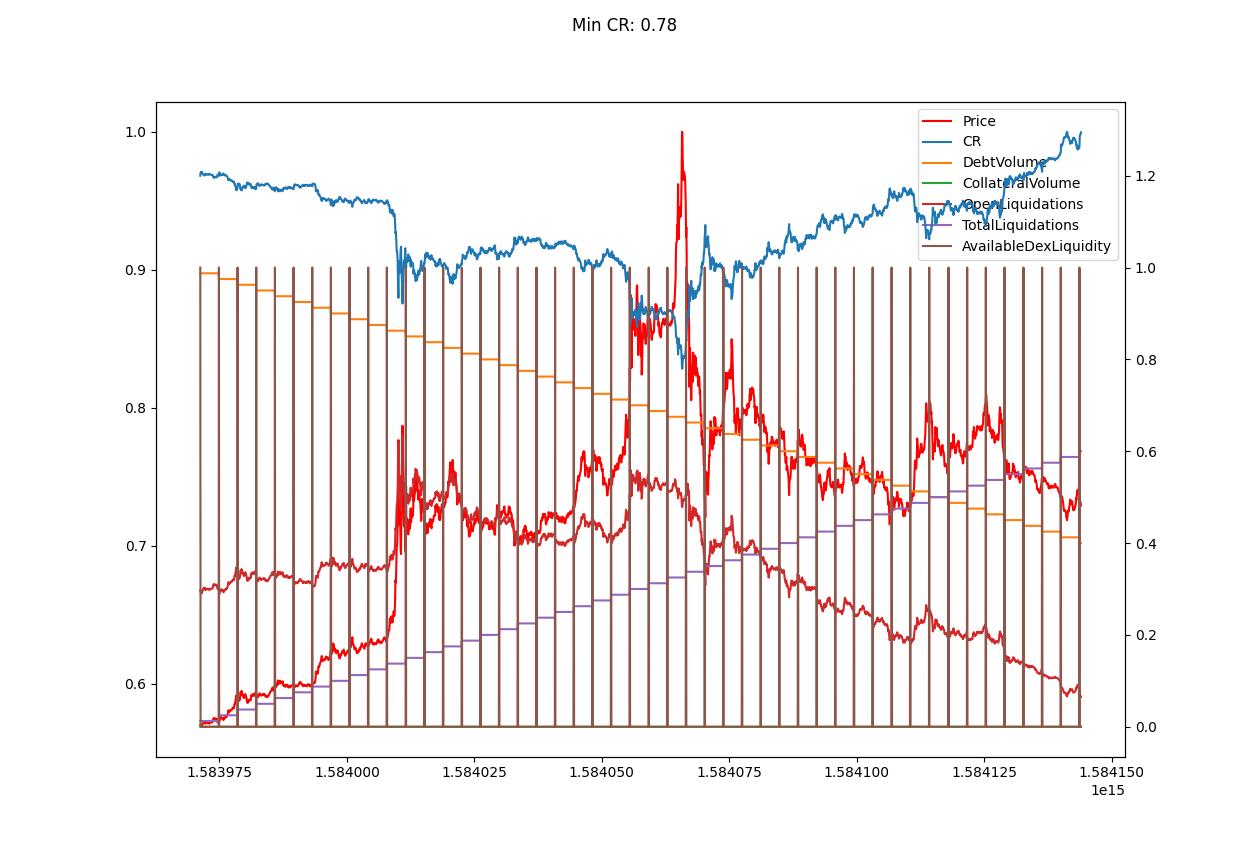 Min CR: 0.78
1.0
0.9
0.8
0.7
0.6
Price
CR
DebtVolume
CollateralVolume
OpenLiquidations
TotalLiquidations
AvailableDexLiquidity
1.2
1.0
0.8
0.6
0.4
0.2
0.0
1.583975
1.584000
1.584025
1.584050
1.584075
1.584100
1.584125
1.584150
1e15